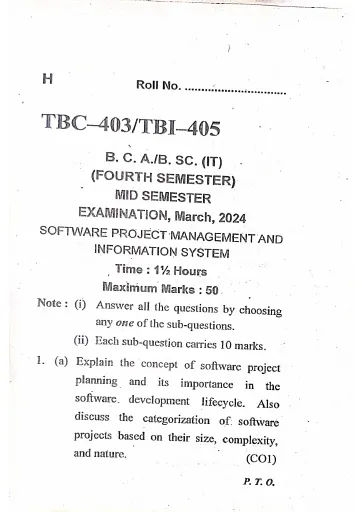 H
Roll No. ..............................
TBC–403/TBI–405
B. C. A./B. SC. (IT)
(FOURTH SEMESTER)
MID SEMESTER
EXAMINATION, March, 2024
SOFTWARE PROJECT MANAGEMENT AND
INFORMATION SYSTEM
Time : 1½ Hours
Maximum Marks : 50
Note : (i) Answer all the questions by choosing
any one of the sub-questions.
(ii) Each sub-question carries 10 marks.
1. (a) Explain the concept of software project
planning and its importance in the
software development lifecycle. Also
discuss the categorization of software
projects based on their size, complexity,
and nature. (CO1)
P. T. O.